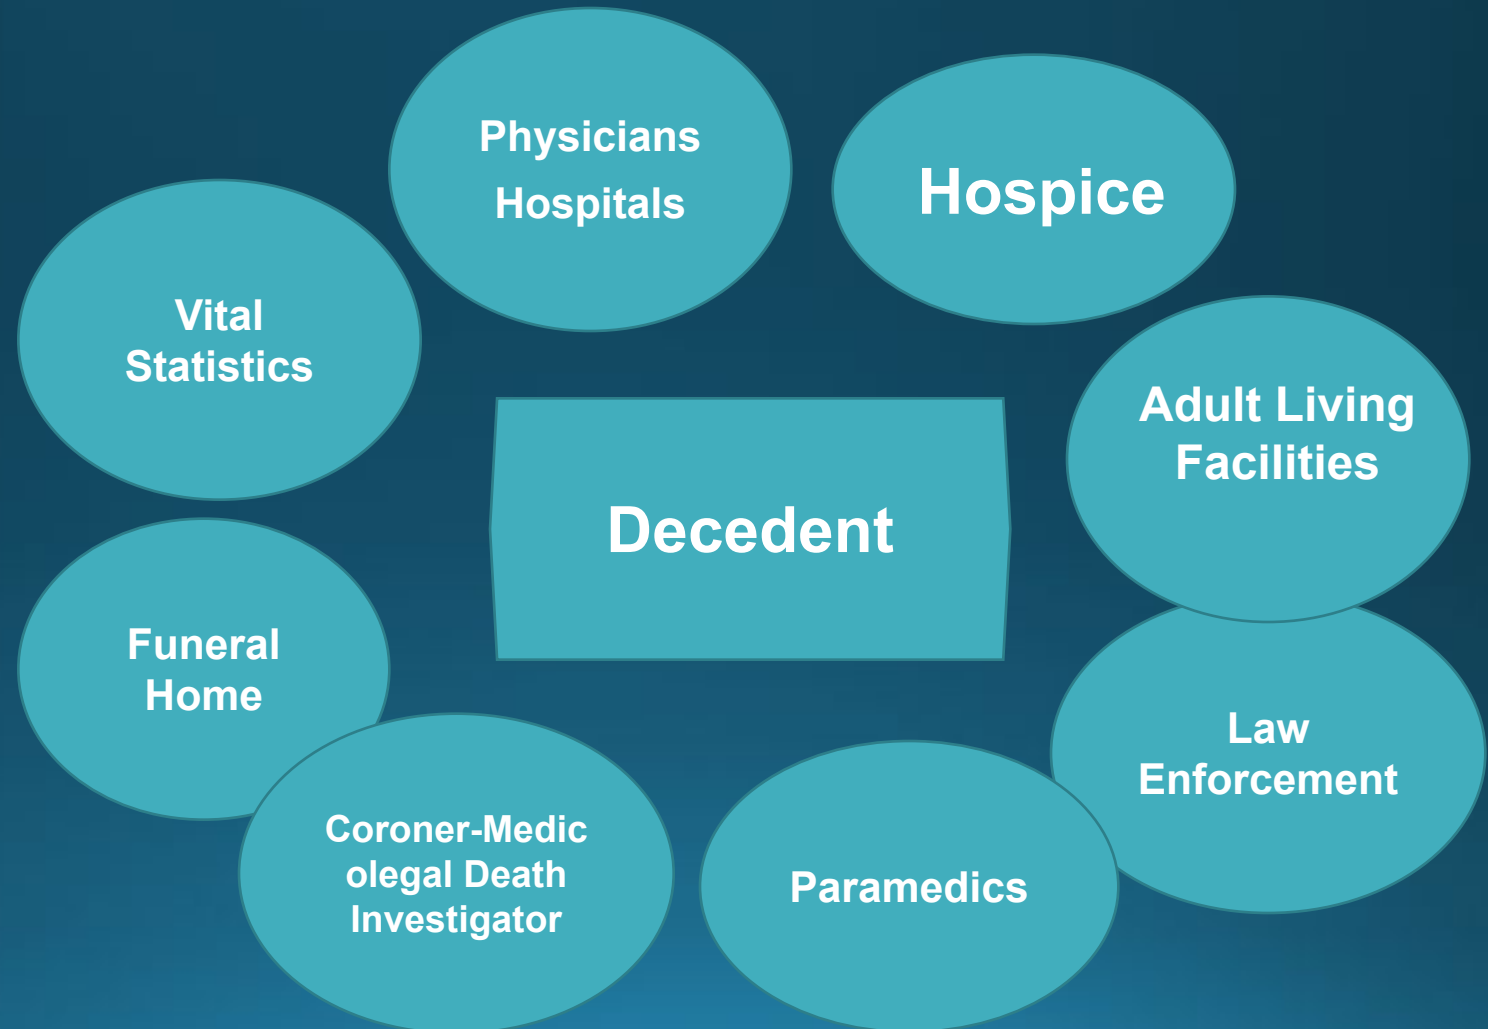 Physicians
Hospitals
Hospice
Vital
Statistics
Adult Living
Facilities
Decedent
Funeral
Home
Law
Enforcement
Coroner-Medic
olegal Death
Investigator
Paramedics